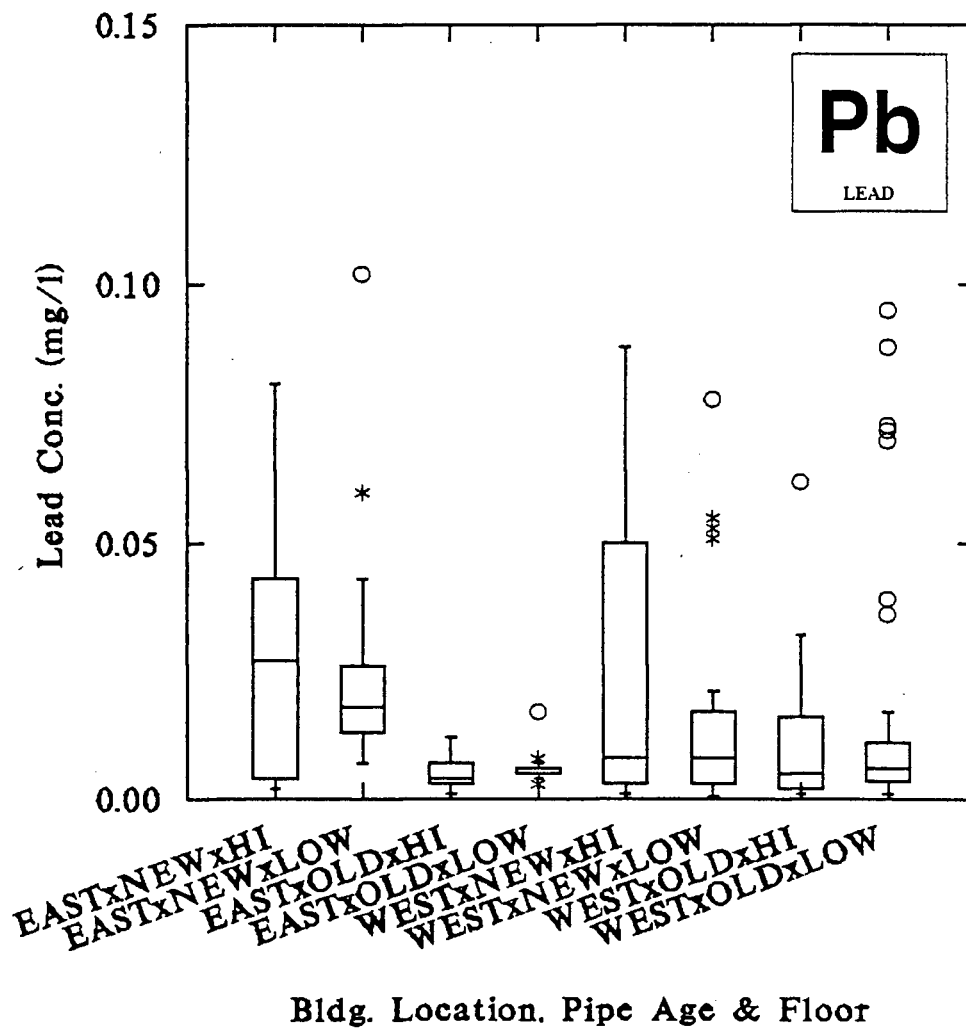 0.15
Pb
LEAD
0.10
Lead Conc. (mg/l)
0.05
0.00
EASTxNEWxHI
EASTxNEWxLOW
EASTxOLDxHI
EASTxOLDxLOW
WESTxNEWxHI
WESTxNEWxLOW
WESTxOLDxHI
WESTxOLDxLOW
Bldg. Location. Pipe Age & Floor